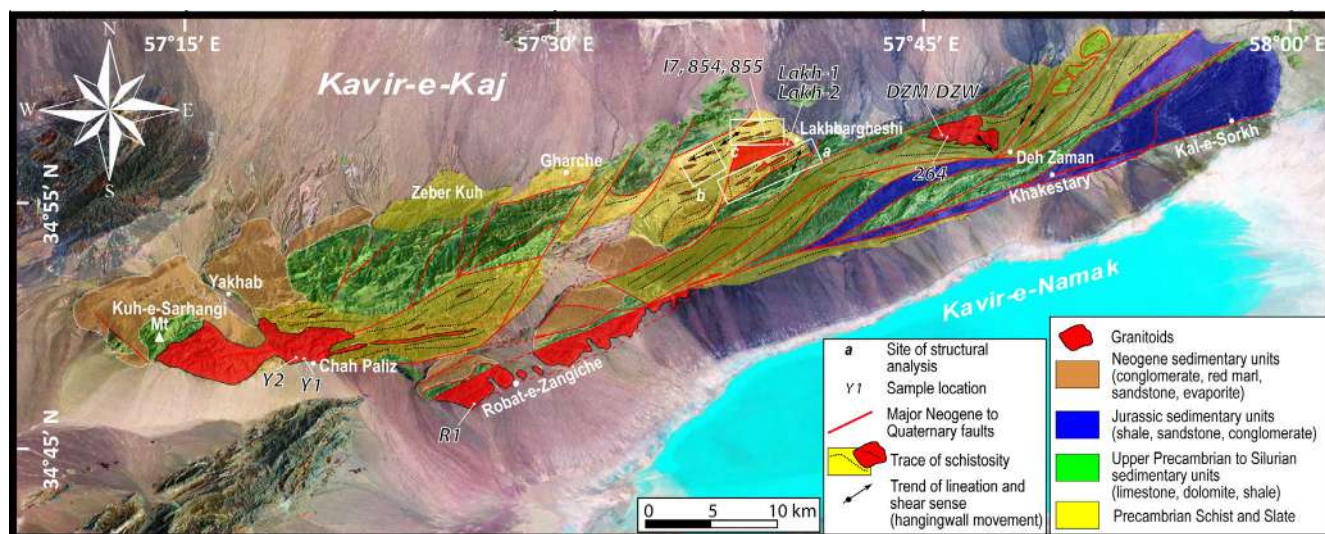 57°15′ E
57°30′ E
57°45′ E
58°00′ E
N
W
E
S
34°55′ N
34°45′ N
Kavir-e-Kaj
I7, 854, 855
Lakh-1
Lakh-2
DZM/DZW
Lakhbargheshi
a
c
b
Gharche
Zeber Kuh
264
Deh Zaman
Kal-e-Sorkh
Khakestary
Yakhab
Kuh-e-Sarhangi
Mt
Chah Paliz
Y2
Y1
Robat-e-Zangiche
R1
Kavir-e-Namak
0 5 10 km
a Site of structural
analysis
Y1 Sample location
Major Neogene to
Quaternary faults
Trace of schistosity
Trend of lineation and
shear sense
(hangingwall movement)
Granitoids
Neogene sedimentary units
(conglomerate, red marl,
sandstone, evaporite)
Jurassic sedimentary units
(shale, sandstone, conglomerate)
Upper Precambrian to Silurian
sedimentary units
(limestone, dolomite, shale)
Precambrian Schist and Slate